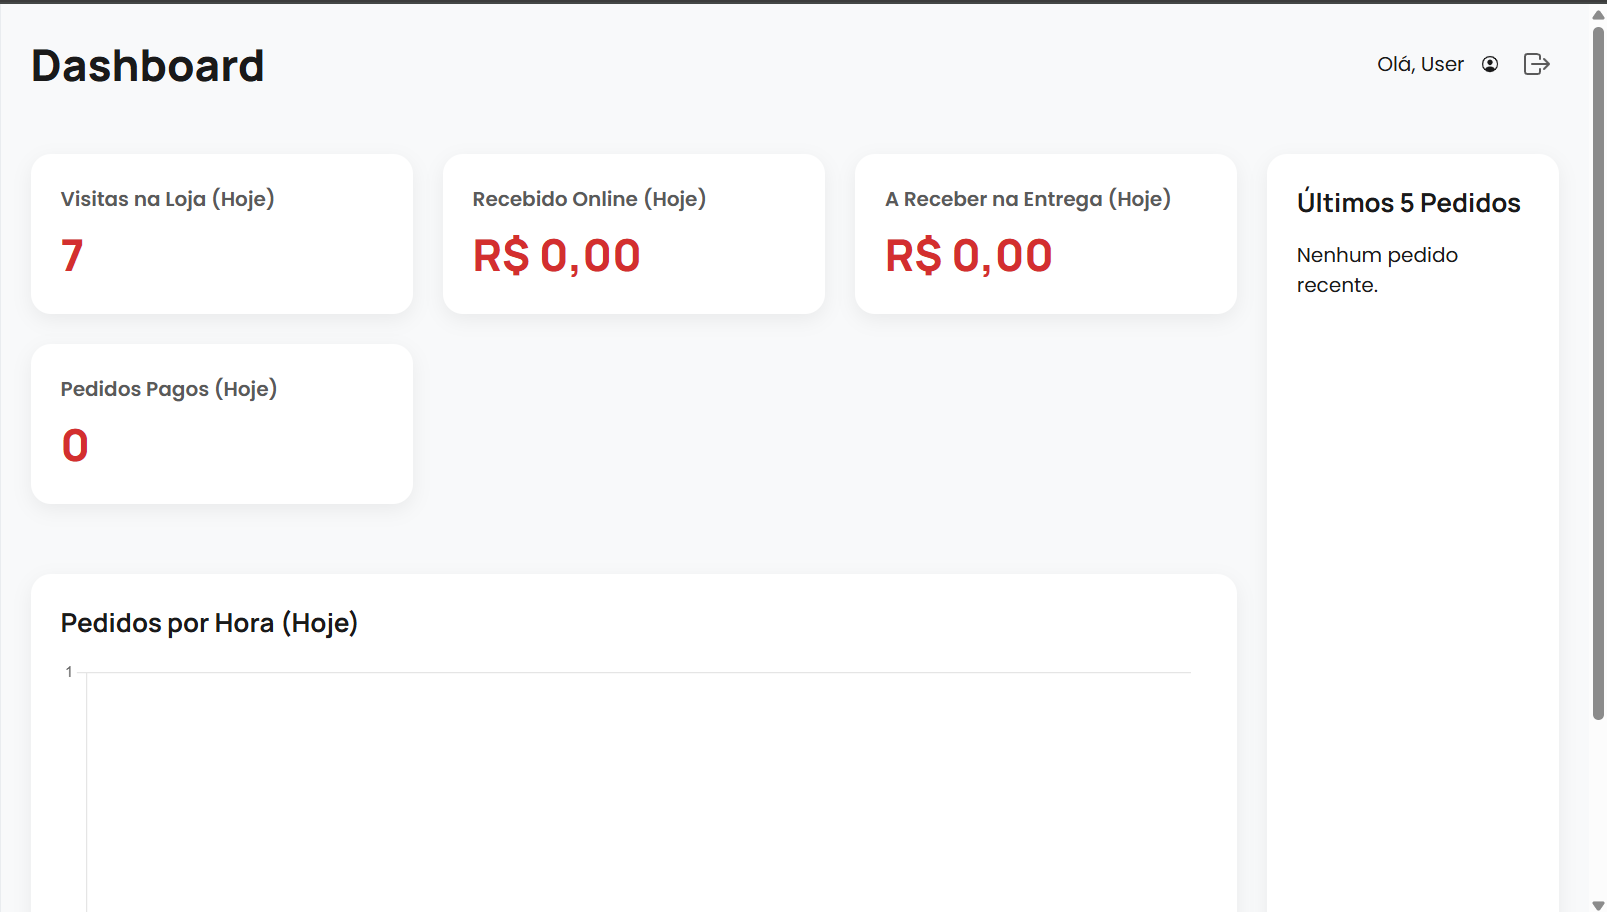 Dashboard
Olá, User
Visitas na Loja (Hoje)
7
Recebido Online (Hoje)
R$ 0,00
A Receber na Entrega (Hoje)
R$ 0,00
Pedidos Pagos (Hoje)
0
Últimos 5 Pedidos
Nenhum pedido
recente.
Pedidos por Hora (Hoje)
1